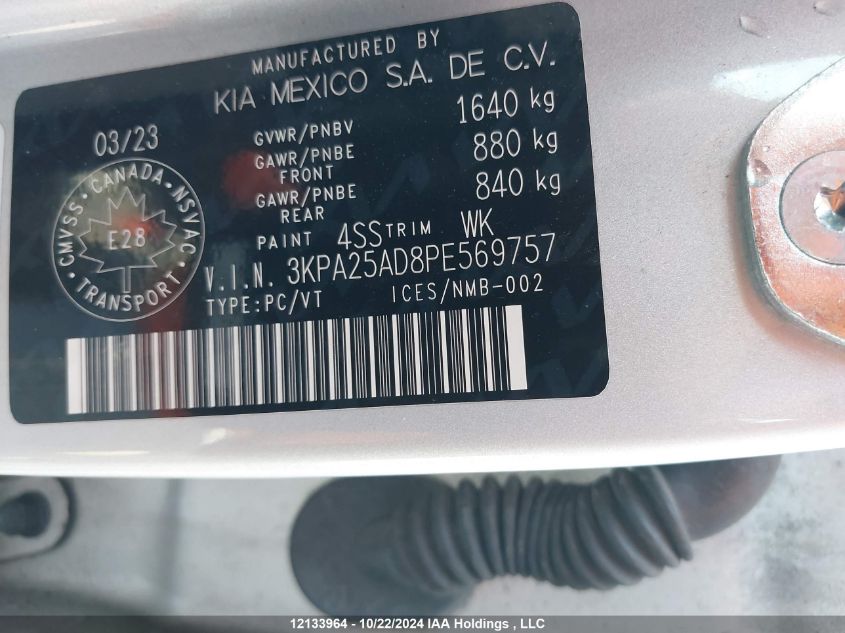 MANUFACTURED BY
KIA MEXICO S.A. DE C.V.
03/23
GVWR/PNBV 1640 kg
GAWR/PNBE FRONT 880 kg
GAWR/PNBE REAR 840 kg
PAINT 4SS TRIM WK
V.I.N. 3KPA25AD8PE569757
TYPE:PC/VT ICES/NMB-002
CMVSS • CANADA • NSVAC • TRANSPORT •
E28
12133964 - 10/22/2024 IAA Holdings , LLC